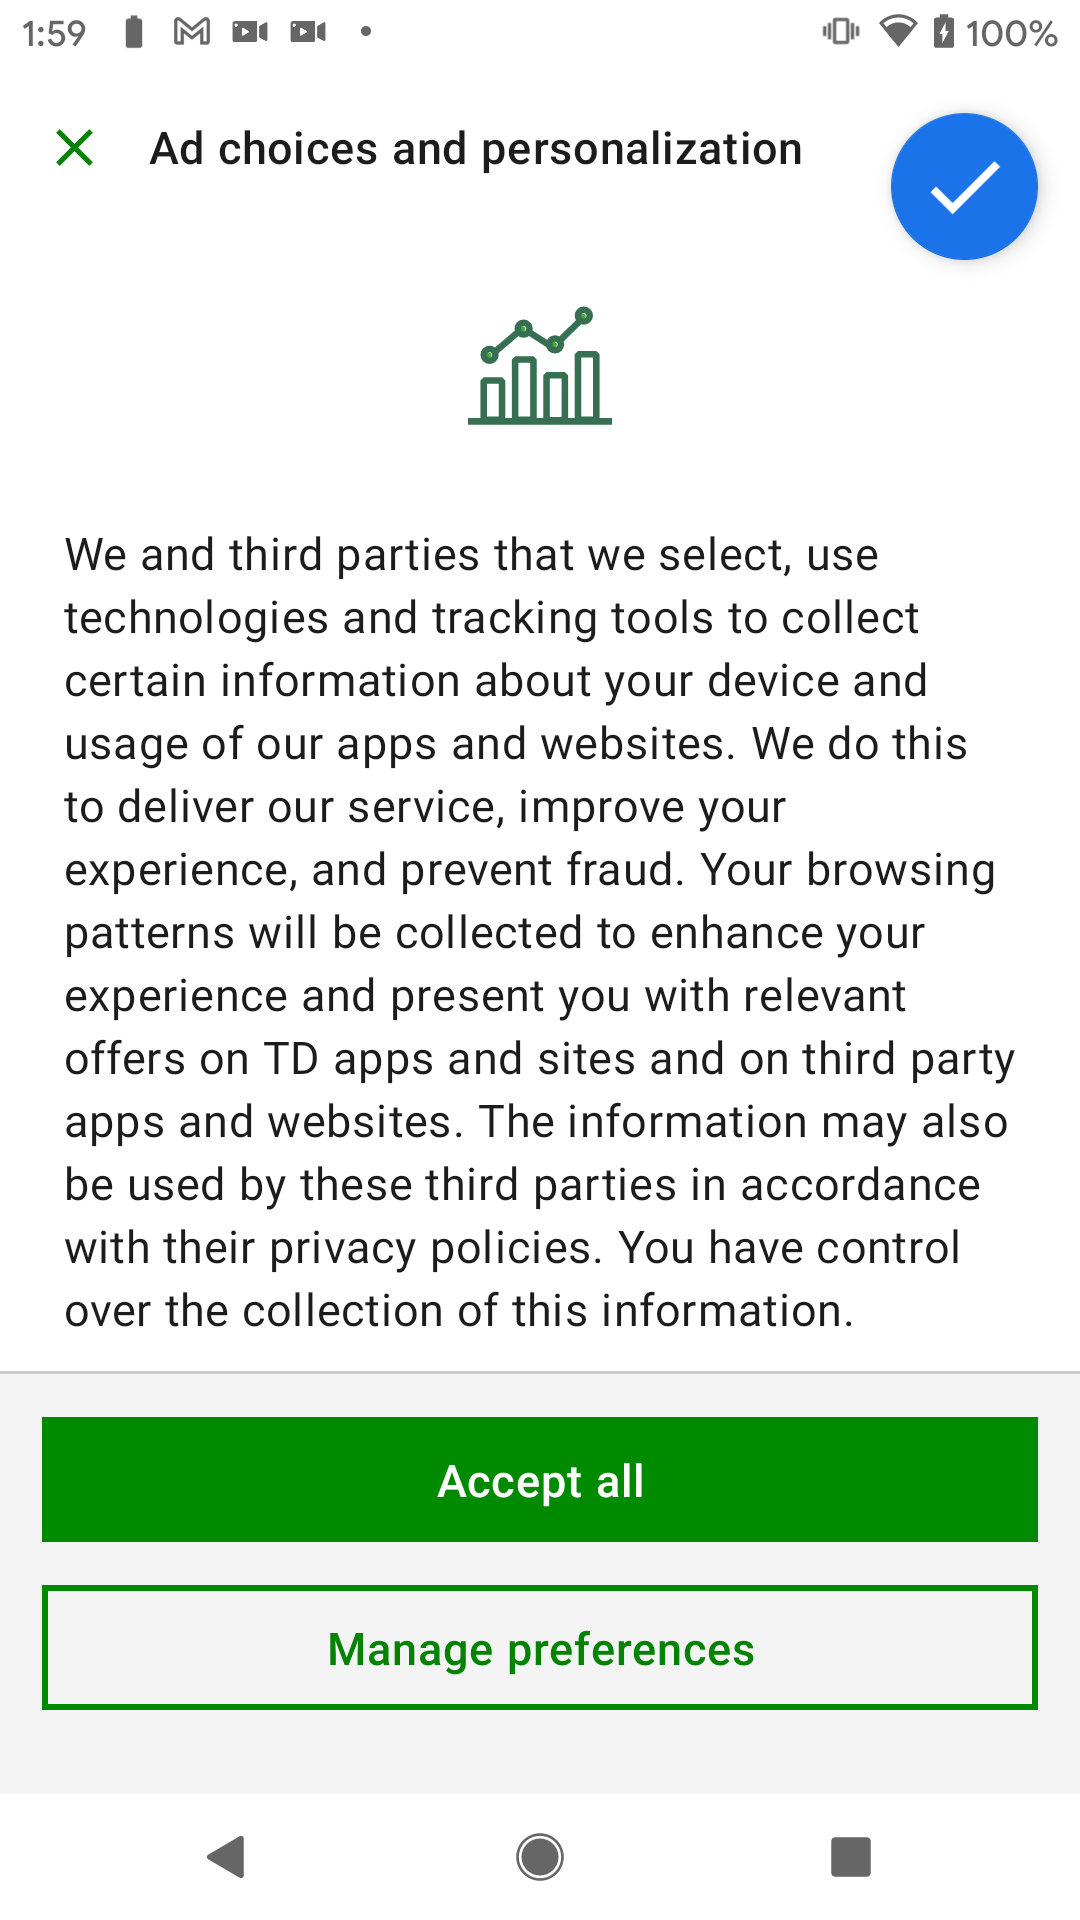 1:59
100%
Ad choices and personalization
We and third parties that we select, use
technologies and tracking tools to collect
certain information about your device and
usage of our apps and websites. We do this
to deliver our service, improve your
experience, and prevent fraud. Your browsing
patterns will be collected to enhance your
experience and present you with relevant
offers on TD apps and sites and on third party
apps and websites. The information may also
be used by these third parties in accordance
with their privacy policies. You have control
over the collection of this information.
Accept all
Manage preferences